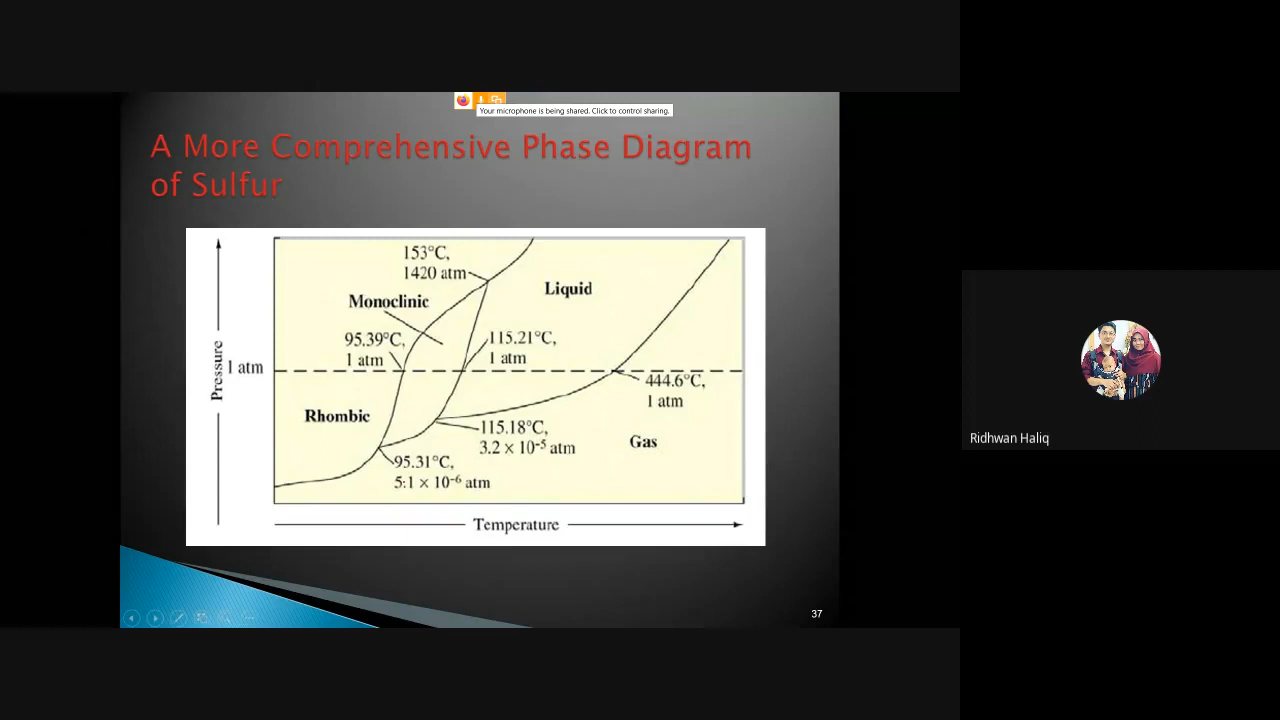 Your microphone is being shared. Click to control sharing.
A More Comprehensive Phase Diagram
of Sulfur
153°C,
1420 atm
Liquid
Monoclinic
95.39°C,
1 atm
115.21°C,
1 atm
Pressure
1 atm
444.6°C,
1 atm
Rhombic
115.18°C,
3.2 × 10⁻⁵ atm
Gas
95.31°C,
5:1 × 10⁻⁶ atm
Temperature
37
Ridhwan Haliq